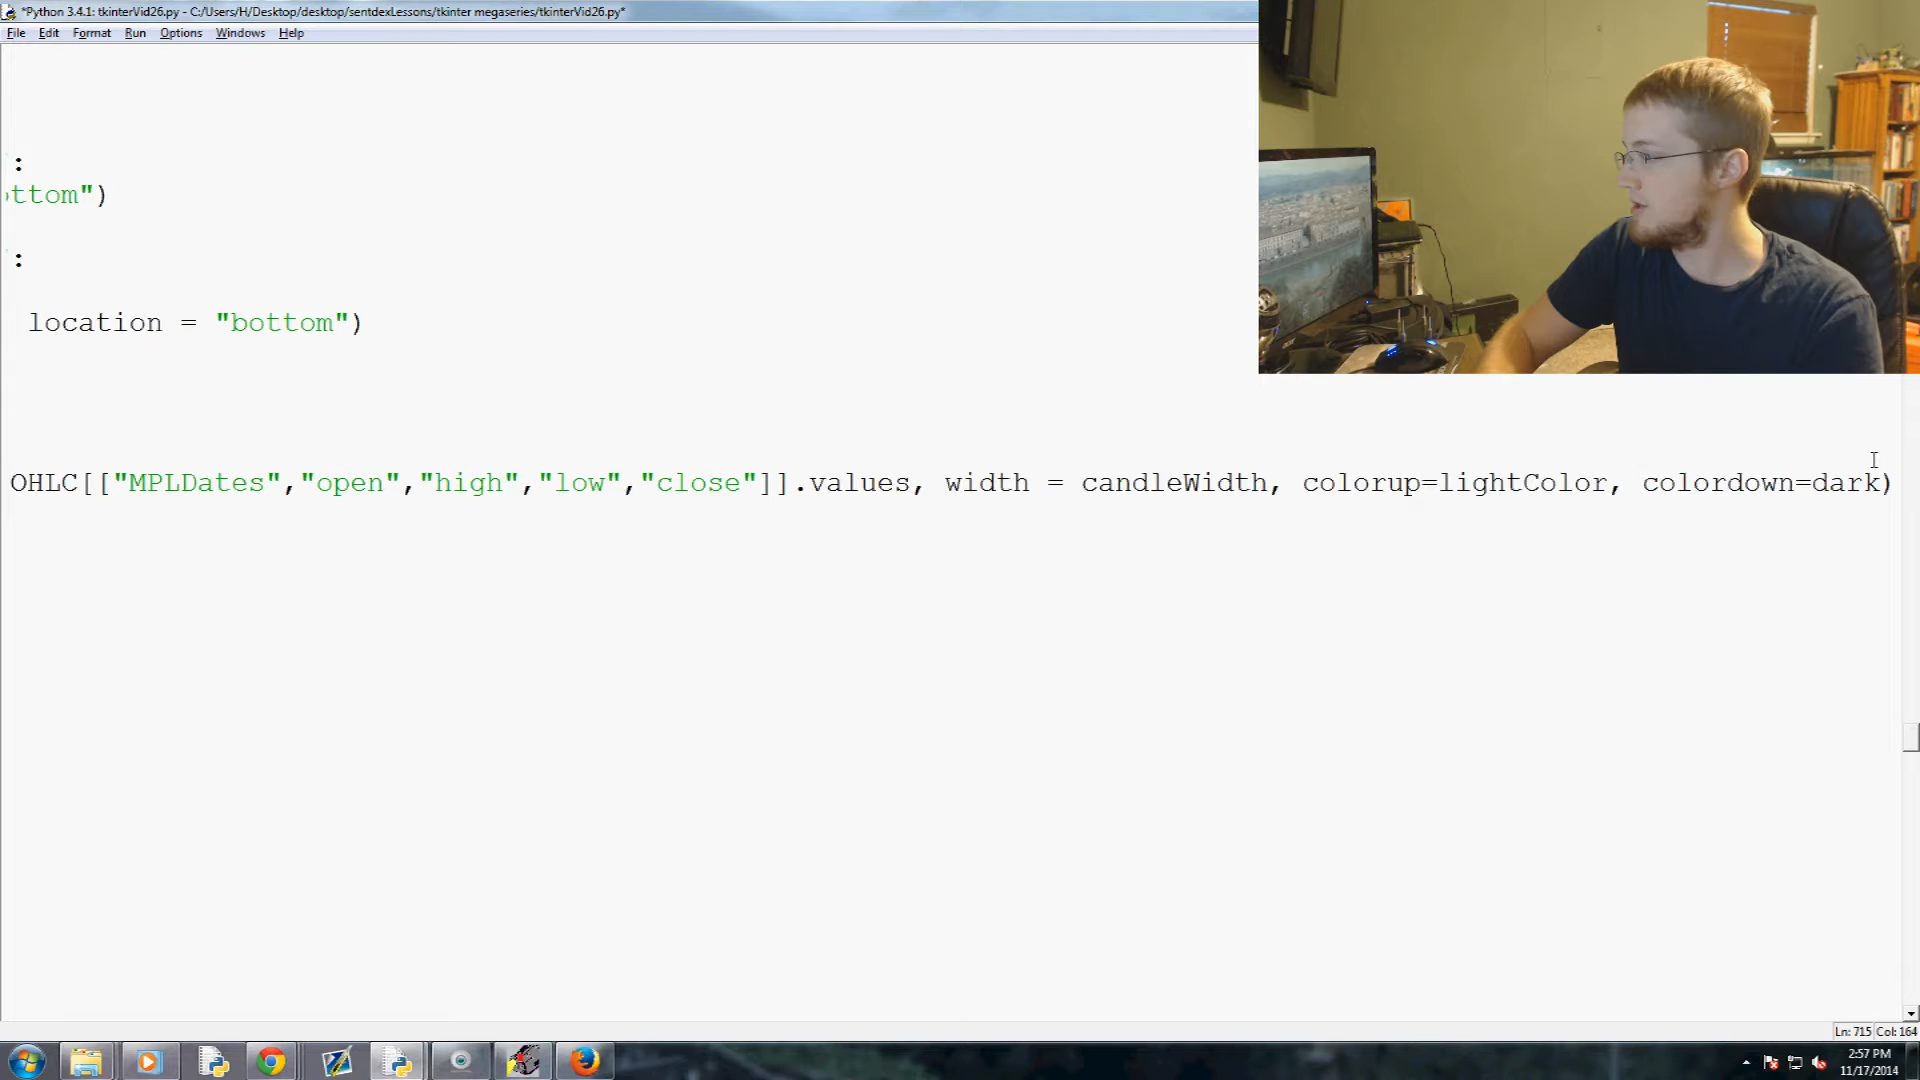 *Python 3.4.1: tkinterVid26.py - C:/Users/H/Desktop/desktop/sentdexLessons/tkinter megaseries/tkinterVid26.py*
File Edit Format Run Options Windows Help
:
ottom")
:
location = "bottom")
OHLC[["MPLDates","open","high","low","close"]].values, width = candleWidth, colorup=lightColor, colordown=dark)
Ln: 715 Col: 164
2:57 PM
11/17/2014